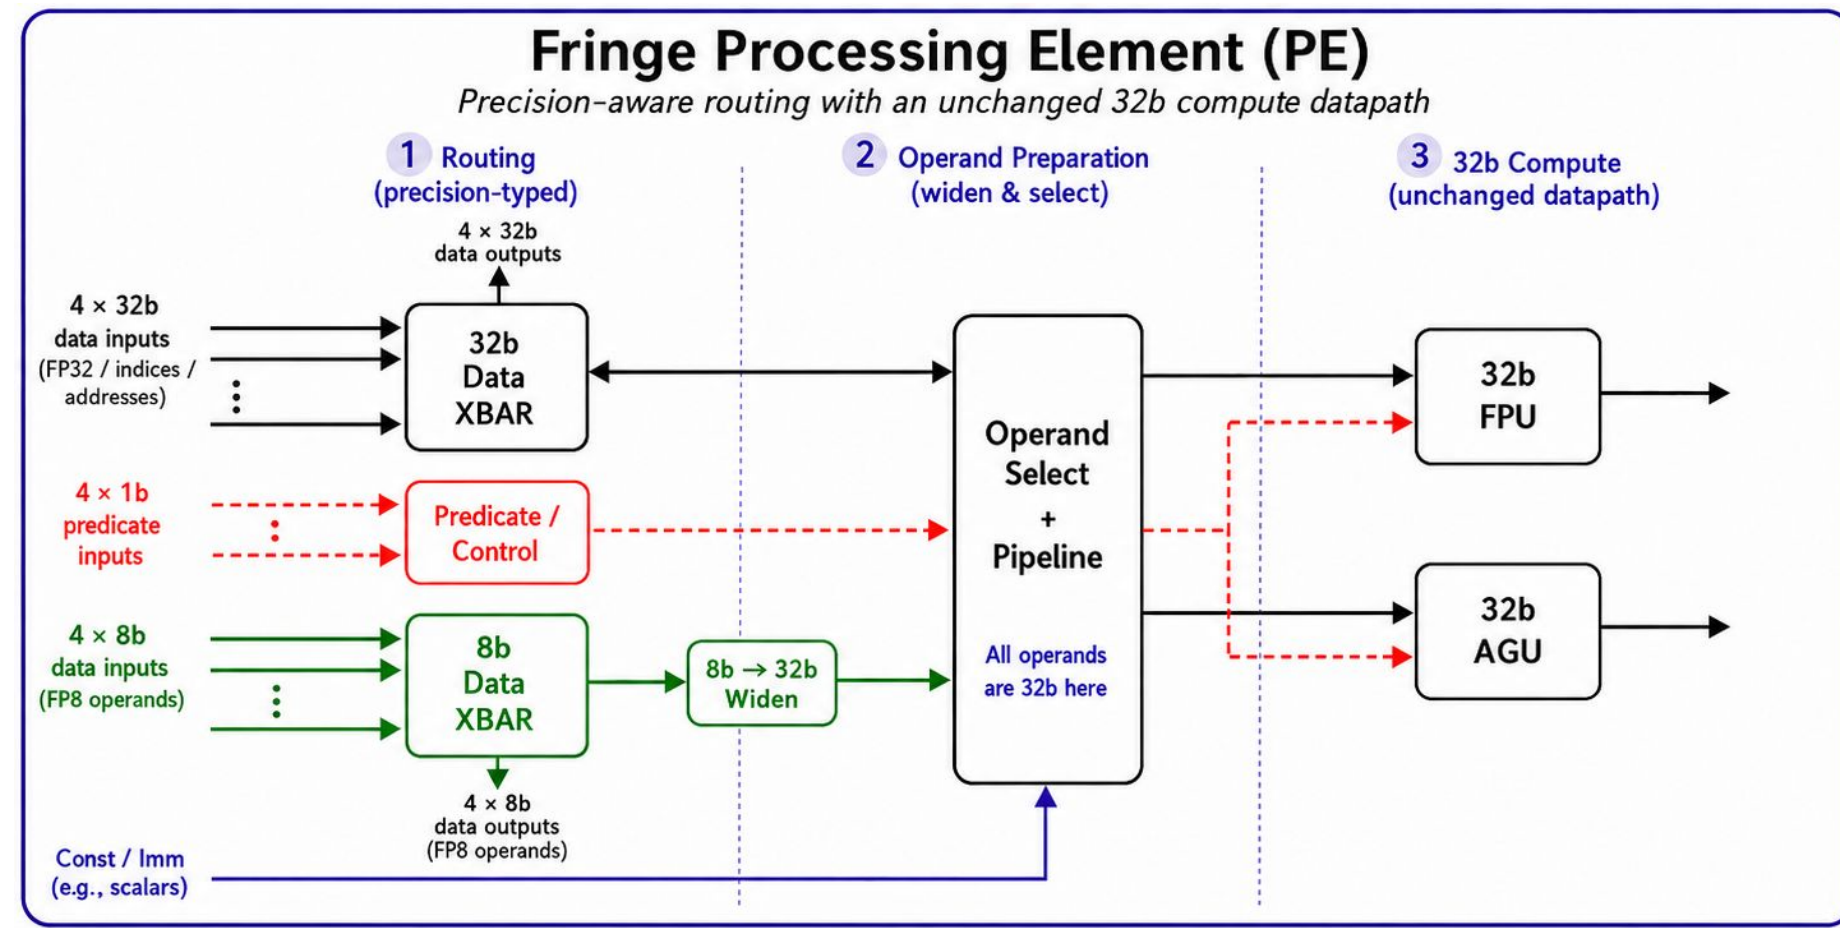 Fringe Processing Element (PE)
Precision-aware routing with an unchanged 32b compute datapath
1 Routing
(precision-typed)
2 Operand Preparation
(widen & select)
3 32b Compute
(unchanged datapath)
4 × 32b
data outputs
4 × 32b
data inputs
(FP32 / indices /
addresses)
32b
Data
XBAR
4 × 1b
predicate
inputs
Predicate /
Control
4 × 8b
data inputs
(FP8 operands)
8b
Data
XBAR
8b → 32b
Widen
4 × 8b
data outputs
(FP8 operands)
Const / Imm
(e.g., scalars)
Operand
Select
+
Pipeline
All operands
are 32b here
32b
FPU
32b
AGU